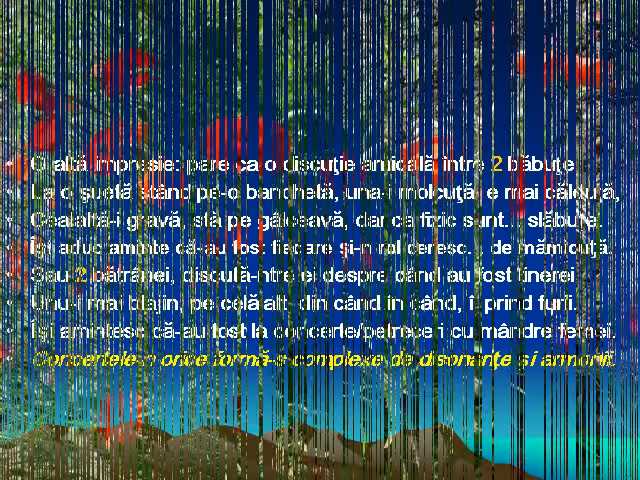 O altă impresie: pare ca o discuţie amicală între 2 băbuţe
La o şuetă stând pe-o banchetă, una-i molcuţă, e mai căkuţă,
Cealaltă-i gravă, stă pe gâlceavă, dar ca fizic sunt... slăbuţe.
Îşi aduc aminte că-au fost fiecare şi-n rol ceresc... de mămicuţă.
Sau 2 bătrânei, discută-ntre ei despre când au fost tineri
Unu-i mai blajin, pe celălalt din când în când, îl prind furii.
Îşi amintesc că-au fost la concerte/petreceri cu mândre femei.
Concertele-n orice formă-s complexe de disonanţe şi armonii.